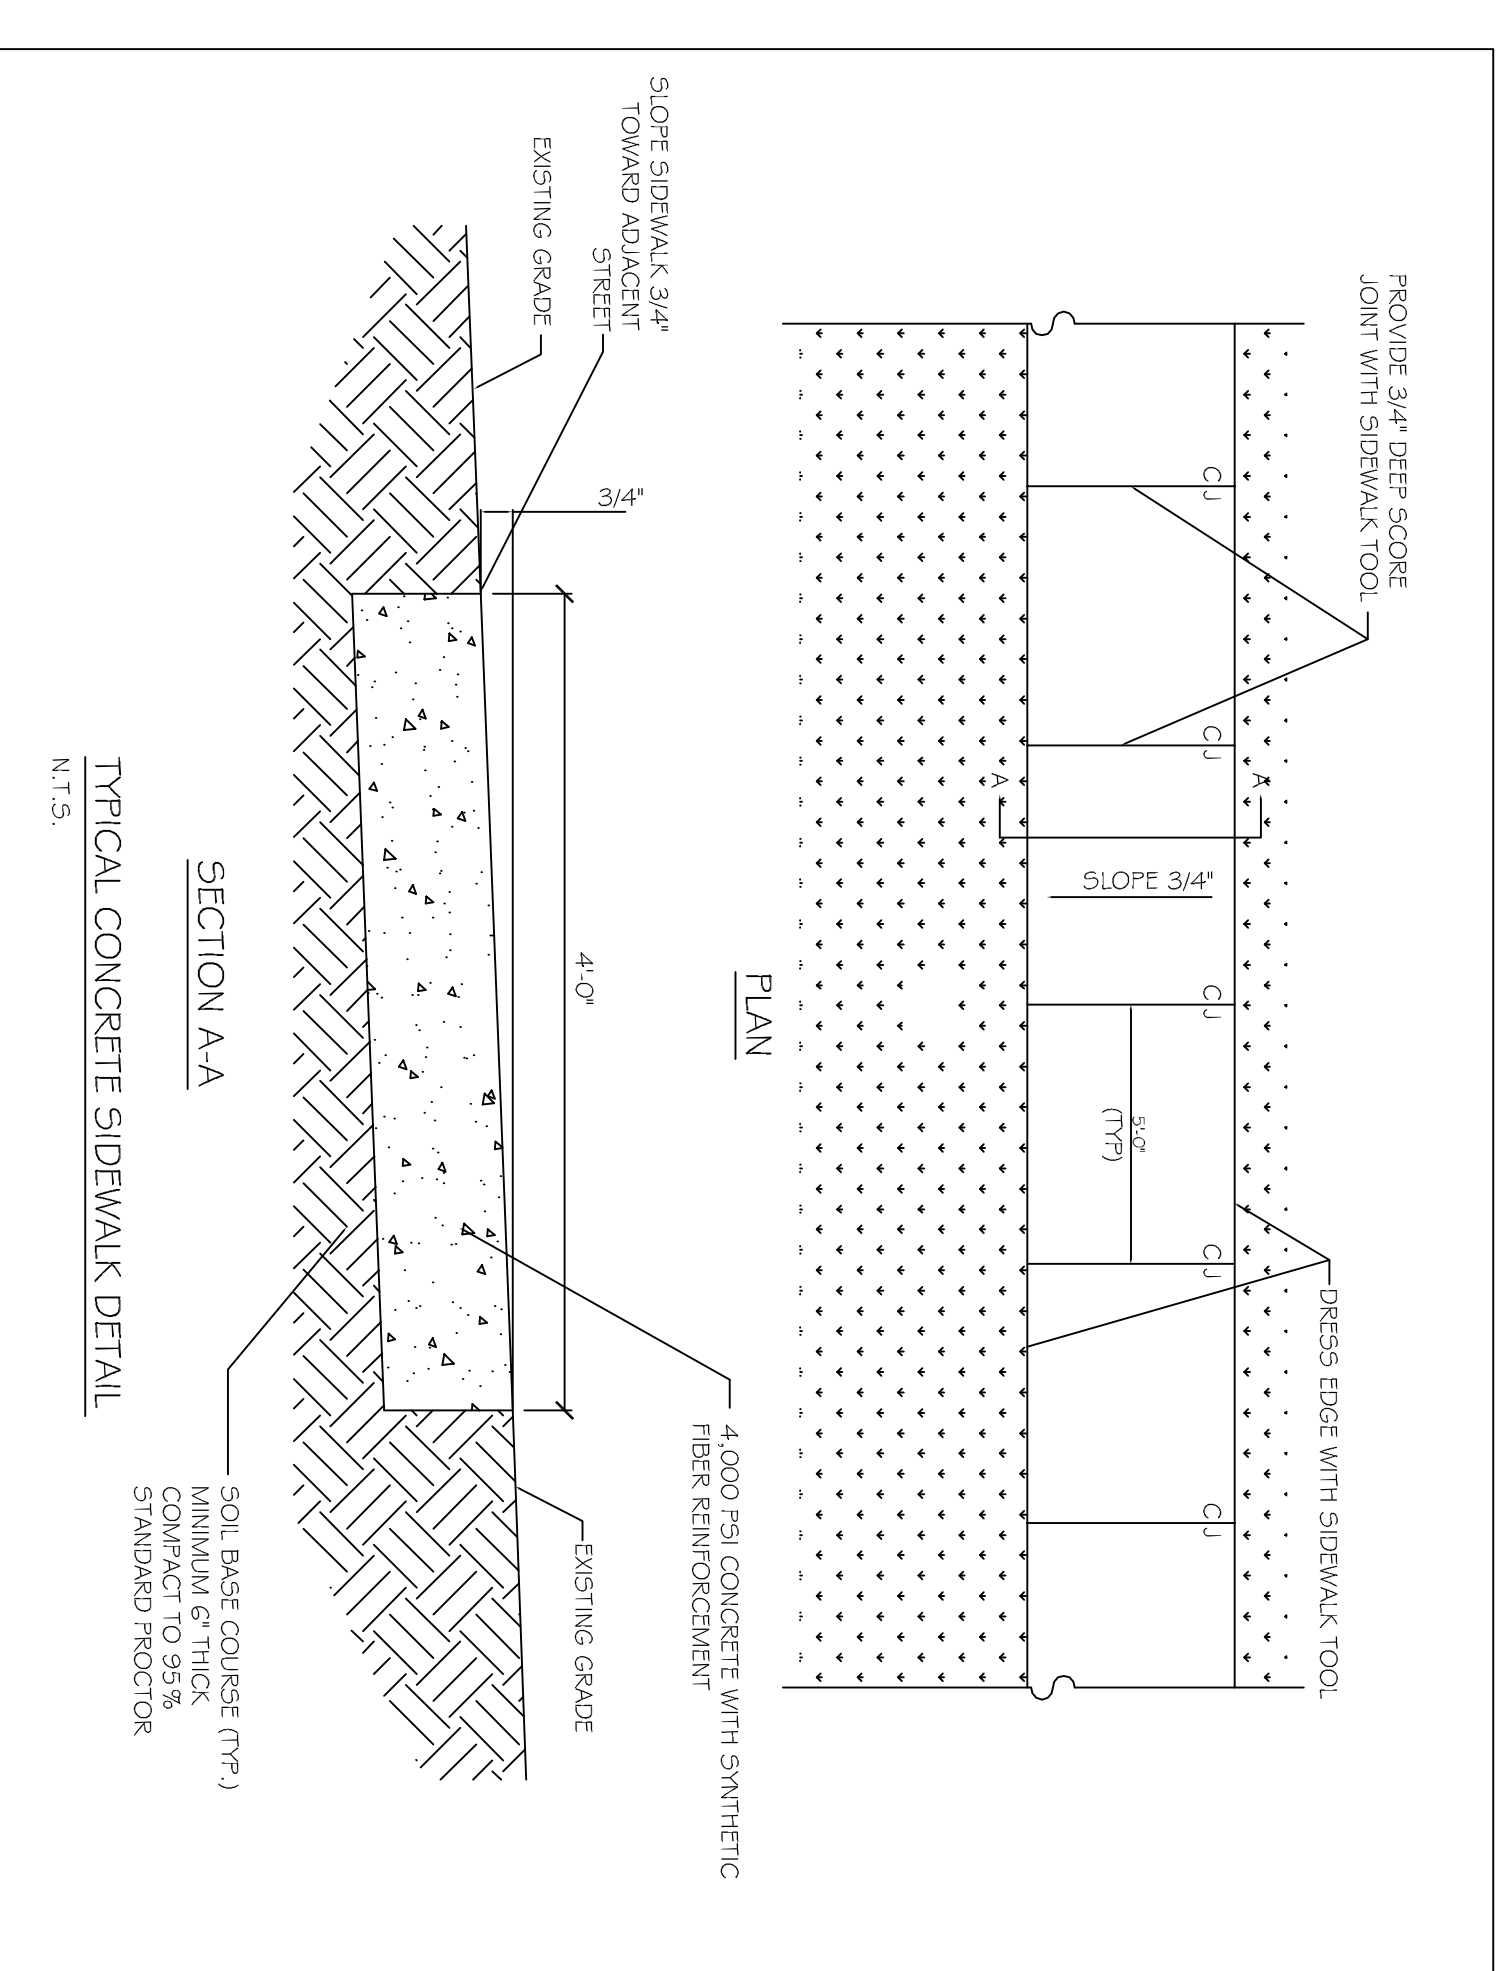 PROVIDE 3/4" DEEP SCORE
JOINT WITH SIDEWALK TOOL
DRESS EDGE WITH SIDEWALK TOOL
CJ
CJ
CJ
CJ
CJ
A
A
SLOPE 3/4"
5'-0"
(TYP)
PLAN
SLOPE SIDEWALK 3/4"
TOWARD ADJACENT
STREET
EXISTING GRADE
3/4"
4'-0"
4,000 PSI CONCRETE WITH SYNTHETIC
FIBER REINFORCEMENT
EXISTING GRADE
SOIL BASE COURSE (TYP.)
MINIMUM 6" THICK
COMPACT TO 95%
STANDARD PROCTOR
SECTION A-A
TYPICAL CONCRETE SIDEWALK DETAIL
N.T.S.